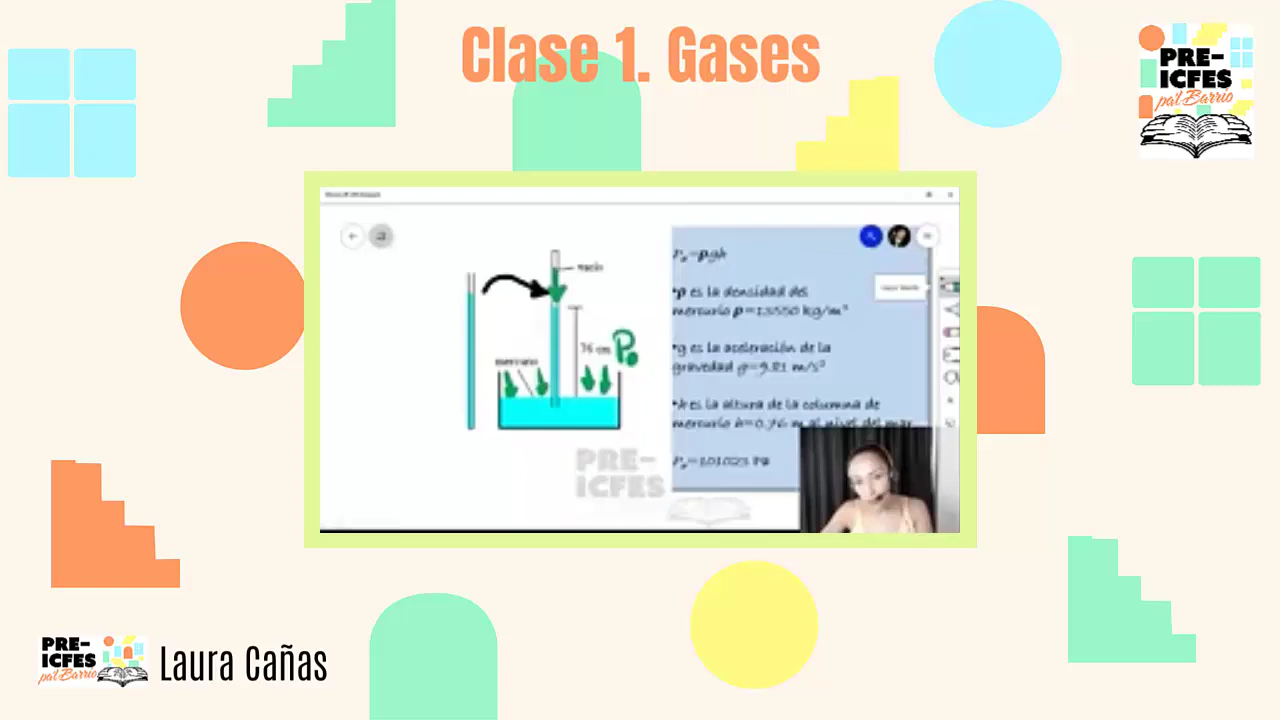 Clase 1. Gases
PRE-
ICFES
pa'l Barrio
vacío
76 cm
P₀
mercurio
P₀=ρgh
•ρ es la densidad del
mercurio ρ=13550 kg/m³
•g es la aceleración de la
gravedad g=9.81 m/s²
•h es la altura de la columna de
mercurio h=0.76 m al nivel del mar
P₀=101023 Pa
PRE-
ICFES
PRE-
ICFES
pa'l Barrio
Laura Cañas